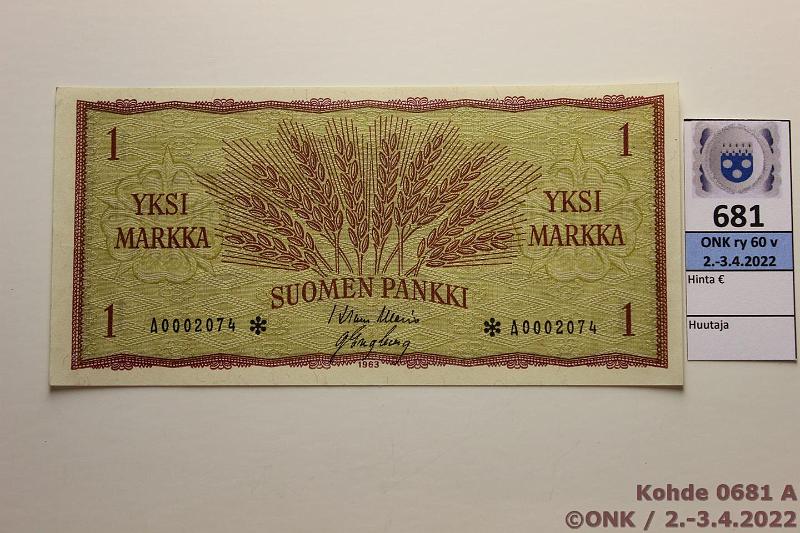 1
1
YKSI
MARKKA
YKSI
MARKKA
SUOMEN PANKKI
1
A0002074 *
* A0002074
1
1963
681
ONK ry 60 v
2.-3.4.2022
Hinta €
Huutaja
Kohde 0681 A
©ONK / 2.-3.4.2022